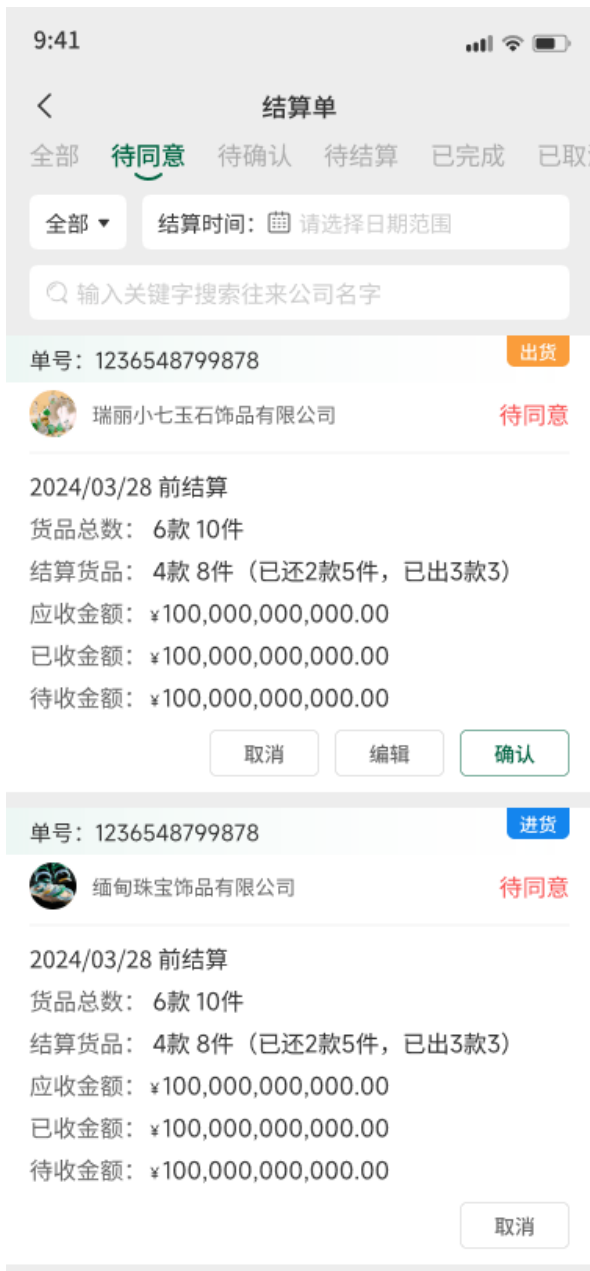 9:41
结算单
全部 待同意 待确认 待结算 已完成 已取
全部 结算时间： 请选择日期范围
输入关键字搜索往来公司名字
单号：1236548799878 出货
瑞丽小七玉石饰品有限公司 待同意
2024/03/28 前结算
货品总数： 6款 10件
结算货品： 4款 8件（已还2款5件，已出3款3）
应收金额：¥100,000,000,000.00
已收金额：¥100,000,000,000.00
待收金额：¥100,000,000,000.00
取消 编辑 确认
单号：1236548799878 进货
缅甸珠宝饰品有限公司 待同意
2024/03/28 前结算
货品总数： 6款 10件
结算货品： 4款 8件（已还2款5件，已出3款3）
应收金额：¥100,000,000,000.00
已收金额：¥100,000,000,000.00
待收金额：¥100,000,000,000.00
取消